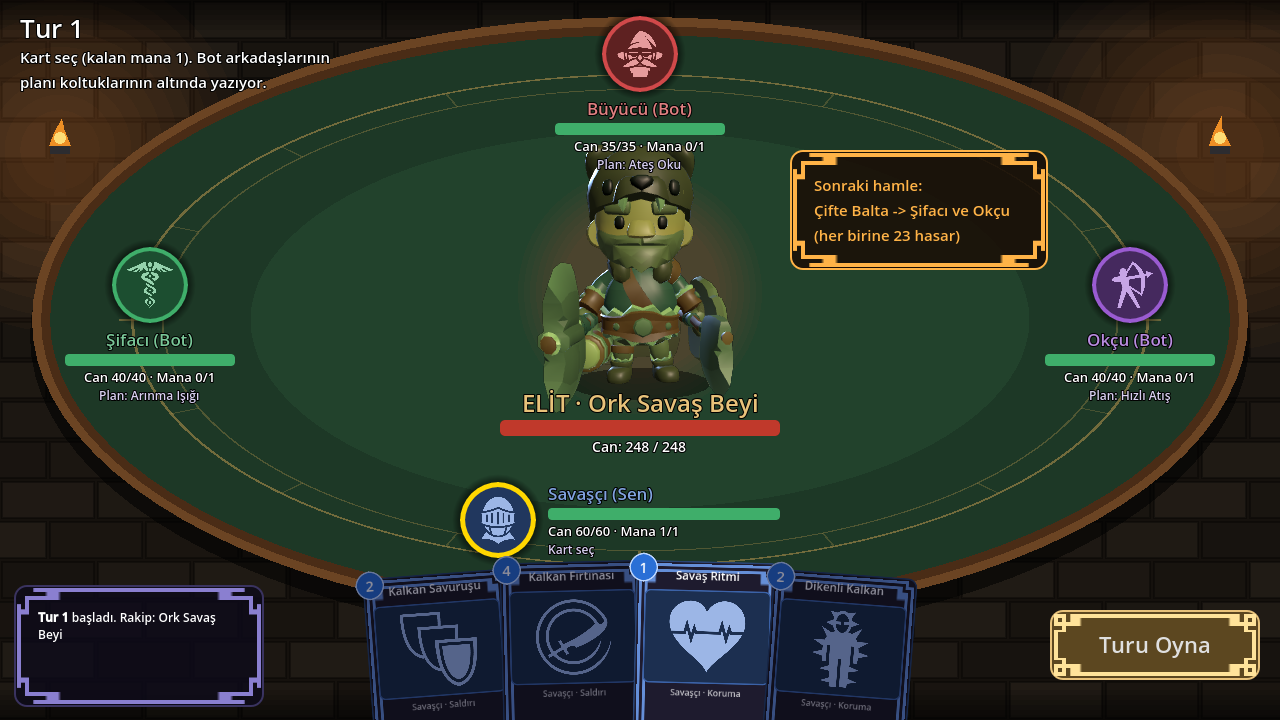 Tur 1
Kart seç (kalan mana 1). Bot arkadaşlarının
planı koltuklarının altında yazıyor.
Büyücü (Bot)
Can 35/35 · Mana 0/1
Plan: Ateş Oku
Sonraki hamle:
Çifte Balta -> Şifacı ve Okçu
(her birine 23 hasar)
Şifacı (Bot)
Can 40/40 · Mana 0/1
Plan: Arınma Işığı
Okçu (Bot)
Can 40/40 · Mana 0/1
Plan: Hızlı Atış
ELİT · Ork Savaş Beyi
Can: 248 / 248
Savaşçı (Sen)
Can 60/60 · Mana 1/1
Kart seç
2
Kalkan Savuruşu
Savaşçı · Saldırı
4
Kalkan Fırtınası
Savaşçı · Saldırı
1
Savaş Ritmi
Savaşçı · Koruma
2
Dikenli Kalkan
Savaşçı · Koruma
Tur 1 başladı. Rakip: Ork Savaş
Beyi
Turu Oyna